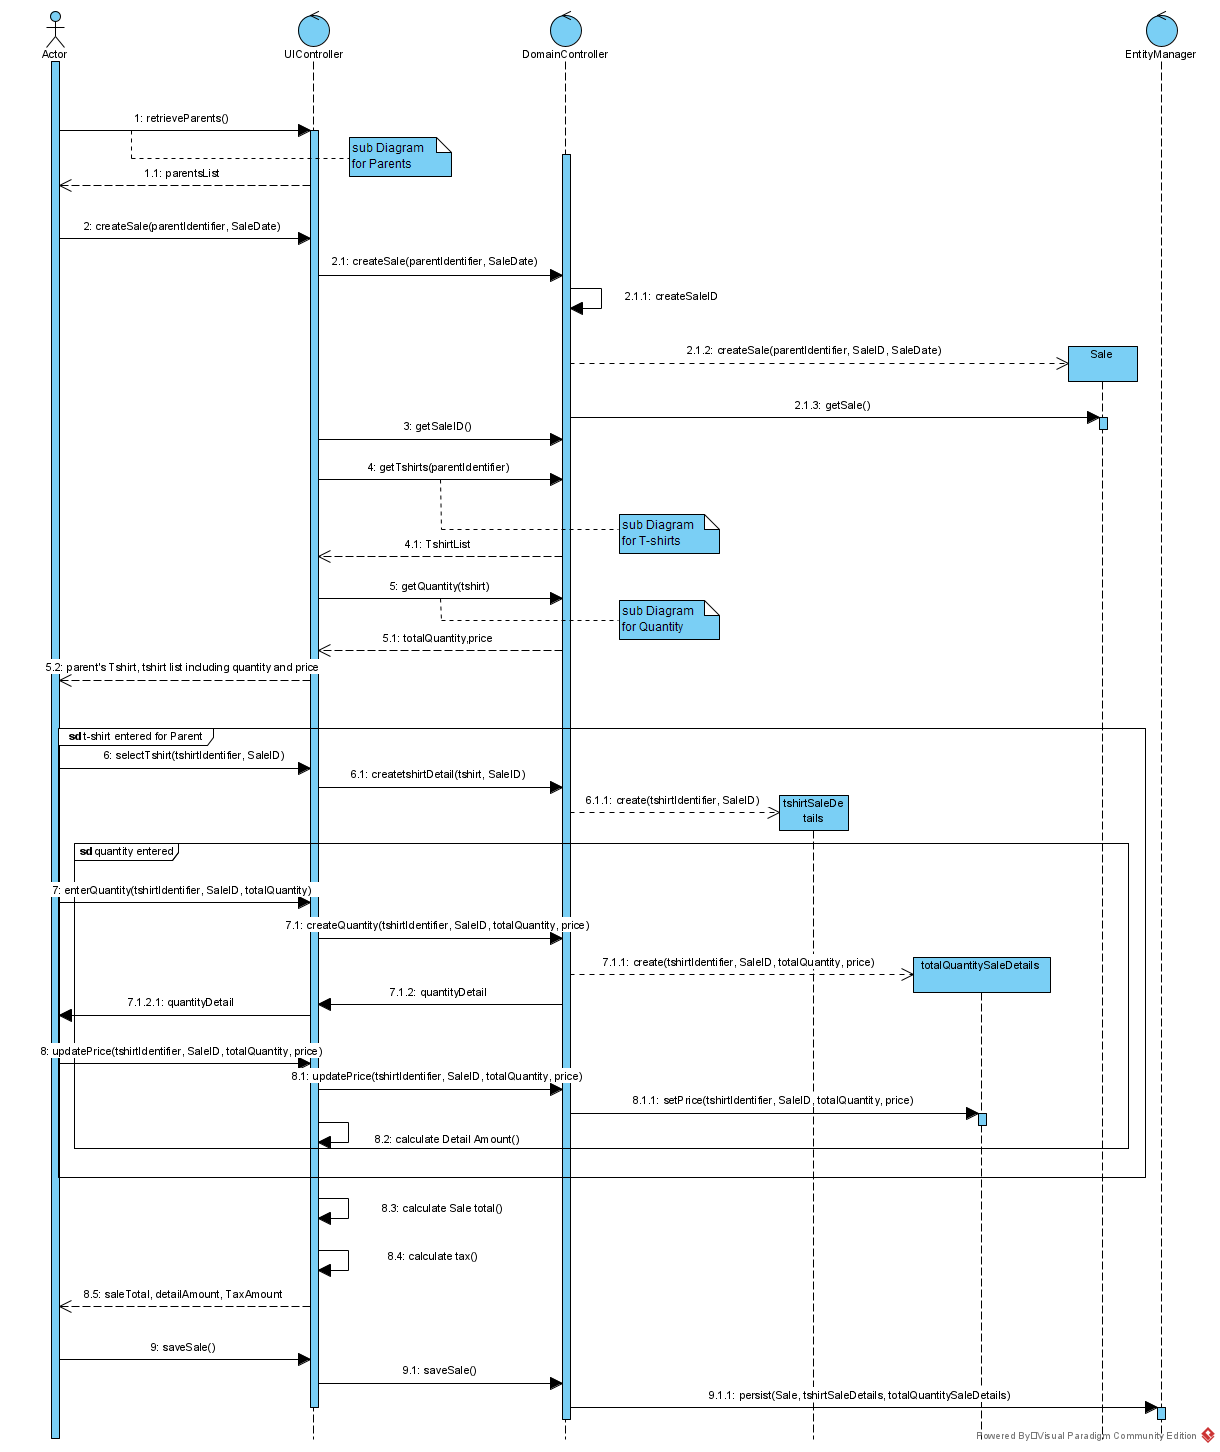 Actor
UIController
DomainController
EntityManager
1: retrieveParents()
sub Diagram
for Parents
1.1: parentsList
2: createSale(parentIdentifier, SaleDate)
2.1: createSale(parentIdentifier, SaleDate)
2.1.1: createSaleID
2.1.2: createSale(parentIdentifier, SaleID, SaleDate)
Sale
2.1.3: getSale()
3: getSaleID()
4: getTshirts(parentIdentifier)
sub Diagram
for T-shirts
4.1: TshirtList
5: getQuantity(tshirt)
sub Diagram
for Quantity
5.1: totalQuantity,price
5.2: parent's Tshirt, tshirt list including quantity and price
sd t-shirt entered for Parent
6: selectTshirt(tshirtIdentifier, SaleID)
6.1: createtshirtDetail(tshirt, SaleID)
6.1.1: create(tshirtIdentifier, SaleID)
tshirtSaleDe
tails
sd quantity entered
7: enterQuantity(tshirtIdentifier, SaleID, totalQuantity)
7.1: createQuantity(tshirtIdentifier, SaleID, totalQuantity, price)
7.1.1: create(tshirtIdentifier, SaleID, totalQuantity, price)
totalQuantitySaleDetails
7.1.2: quantityDetail
7.1.2.1: quantityDetail
8: updatePrice(tshirtIdentifier, SaleID, totalQuantity, price)
8.1: updatePrice(tshirtIdentifier, SaleID, totalQuantity, price)
8.1.1: setPrice(tshirtIdentifier, SaleID, totalQuantity, price)
8.2: calculate Detail Amount()
8.3: calculate Sale total()
8.4: calculate tax()
8.5: saleTotal, detailAmount, TaxAmount
9: saveSale()
9.1: saveSale()
9.1.1: persist(Sale, tshirtSaleDetails, totalQuantitySaleDetails)
Powered By Visual Paradigm Community Edition